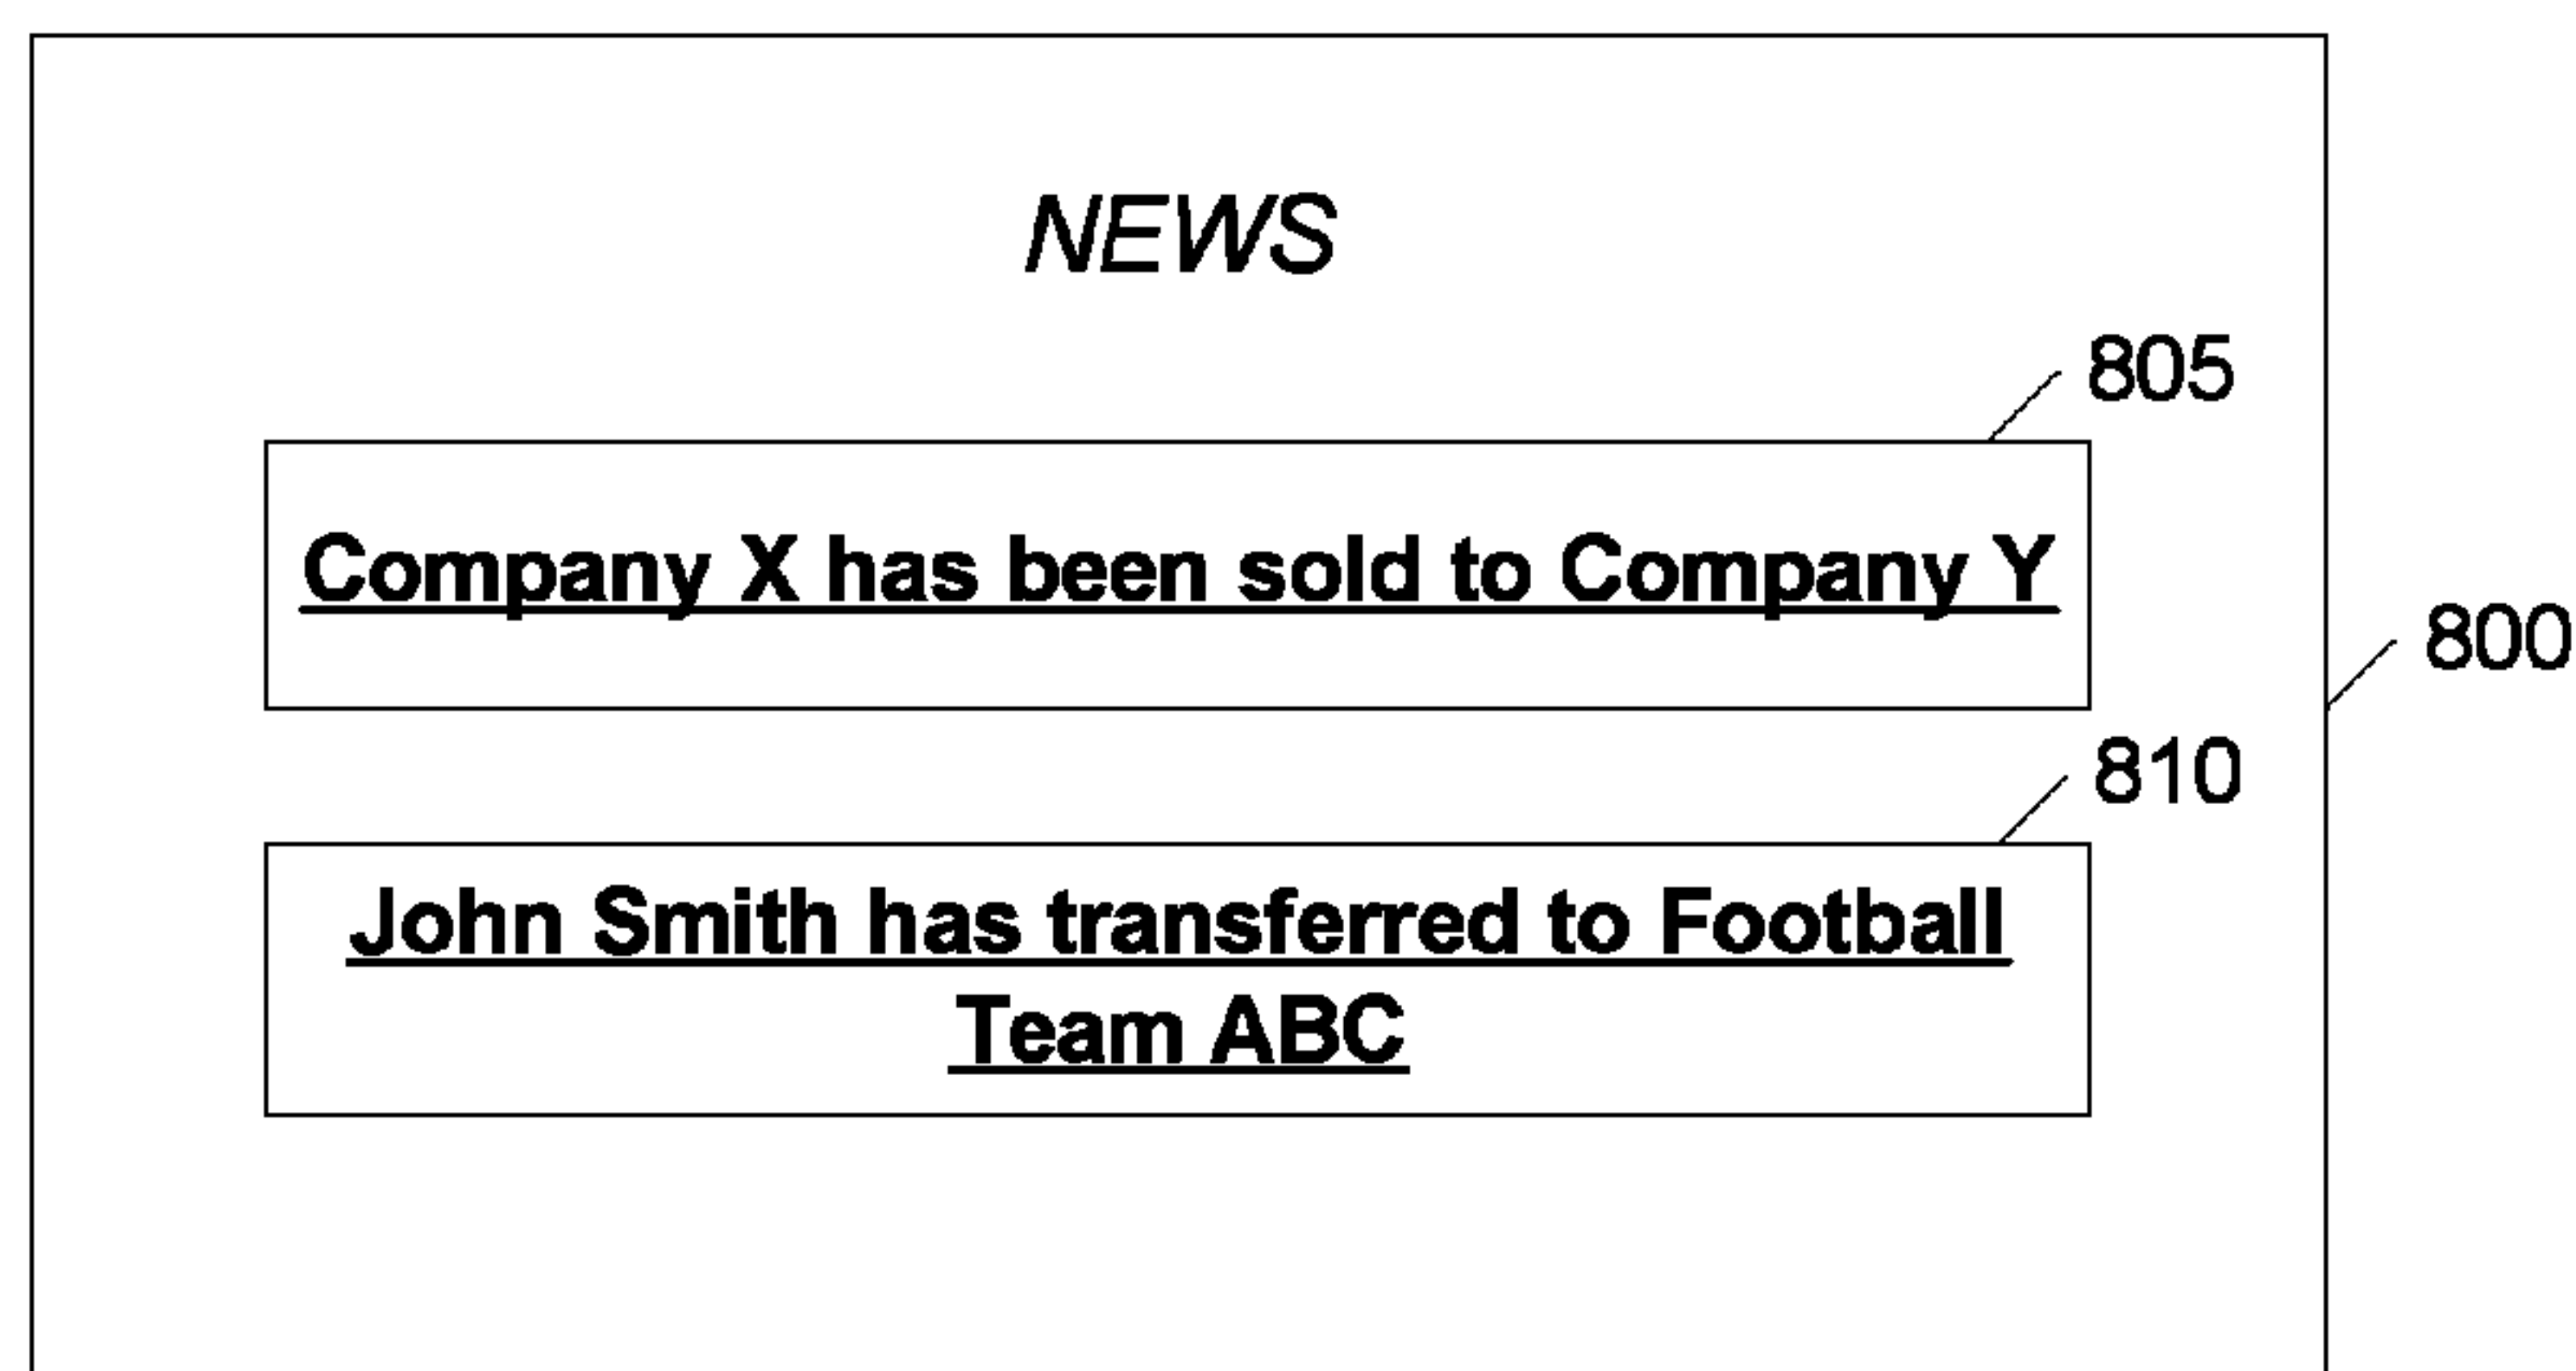 NEWS
805
Company X has been sold to Company Y
800
810
John Smith has transferred to Football
Team ABC